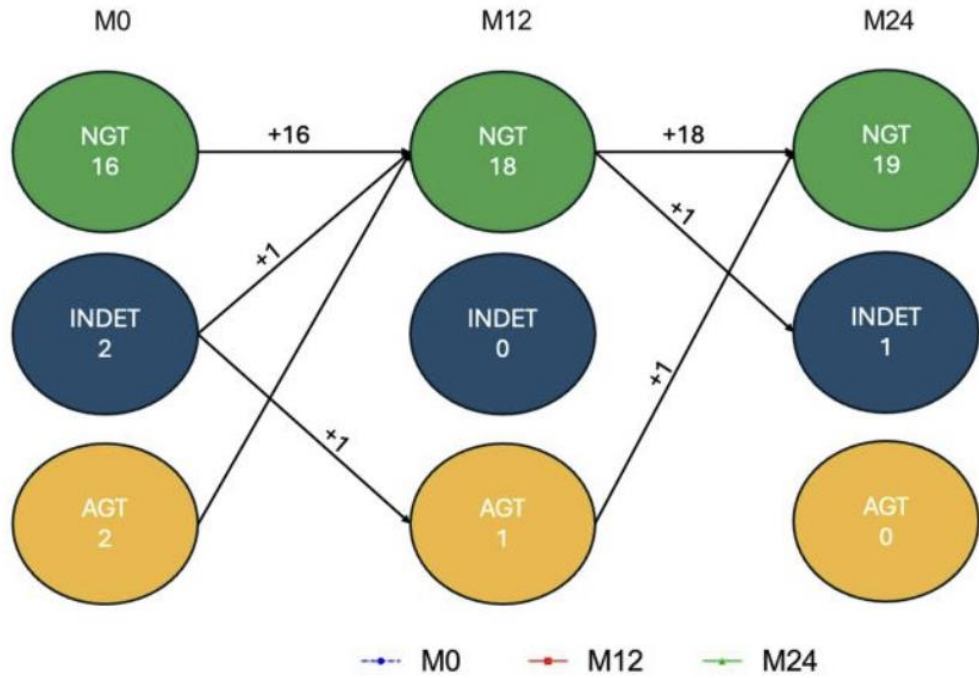 M0 M12 M24
NGT
16
+16
NGT
18
+18
NGT
19
+1
+1
INDET
2
INDET
0
INDET
1
+1
+1
AGT
2
AGT
1
AGT
0
M0 M12 M24